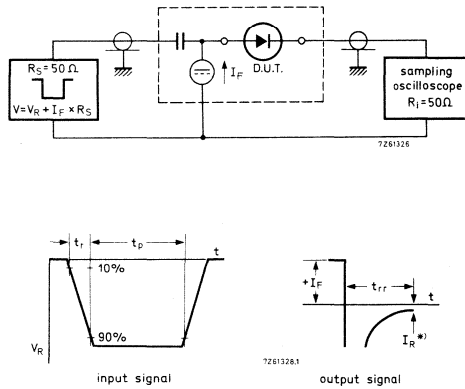 R_S = 50 Ω
V = V_R + I_F × R_S
I_F
D.U.T.
sampling
oscilloscope
R_i = 50 Ω
7Z61326
t_r
t_p
t
10%
90%
V_R
input signal
7Z61328.1
+I_F
t_rr
t
I_R *)
output signal